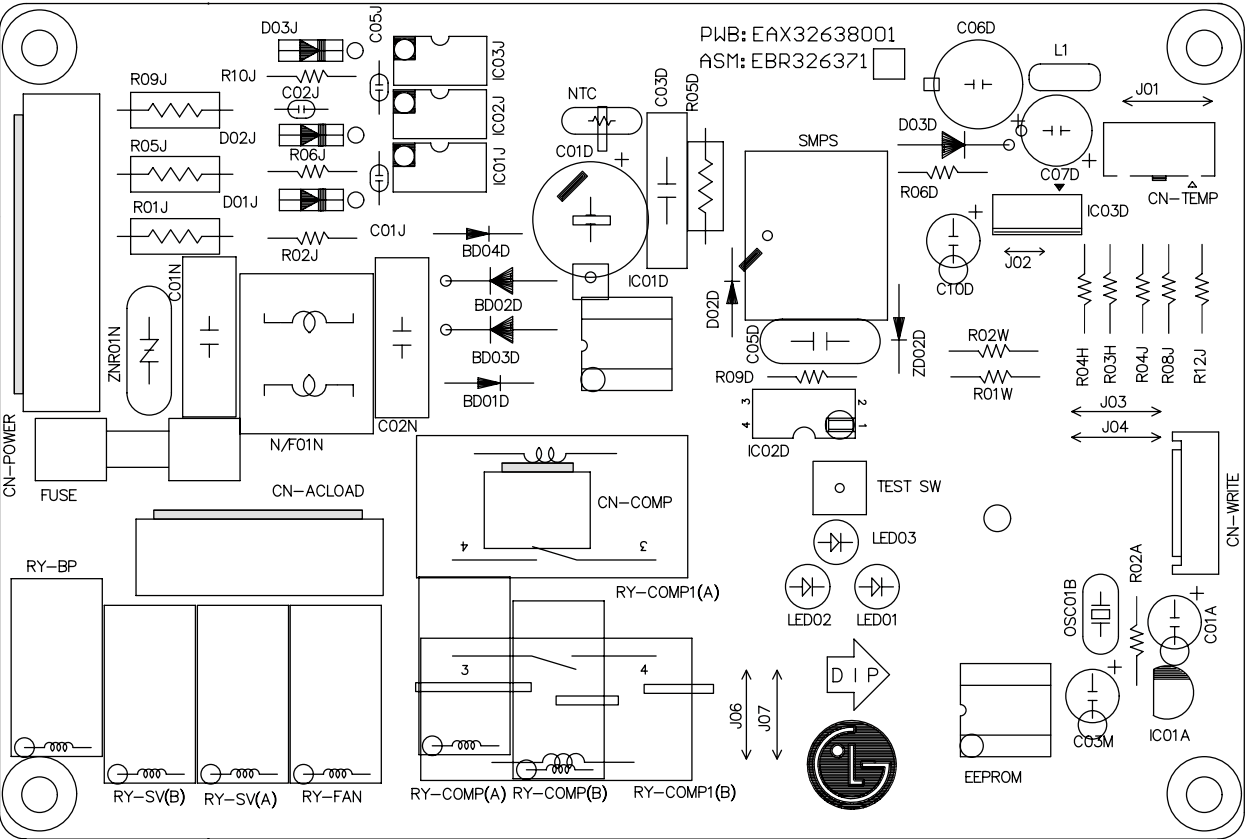 PWB: EAX32638001
ASM: EBR326371
D03J
C05J
R10J
C02J
D02J
R06J
D01J
R02J
C01J
R09J
R05J
R01J
IC03J
IC02J
IC01J
NTC
C03D
R05D
C01D
+
SMPS
C06D
L1
J01
D03D
+
R06D
C07D
+
IC03D
CN-TEMP
+
J02
C10D
BD04D
BD02D
BD03D
BD01D
IC01D
D02D
C05D
ZD02D
R09D
R02W
R01W
R04H
R03H
R04J
R08J
R12J
J03
J04
3
4
2
1
IC02D
C01N
ZNR01N
N/F01N
C02N
CN-POWER
FUSE
CN-ACLOAD
CN-COMP
4
3
RY-COMP1(A)
TEST SW
LED03
LED02
LED01
CN-WRITE
R02A
OSC01B
+
C01A
RY-BP
3
4
J06
J07
DIP
+
C03M
IC01A
EEPROM
LG
RY-SV(B)
RY-SV(A)
RY-FAN
RY-COMP(A)
RY-COMP(B)
RY-COMP1(B)